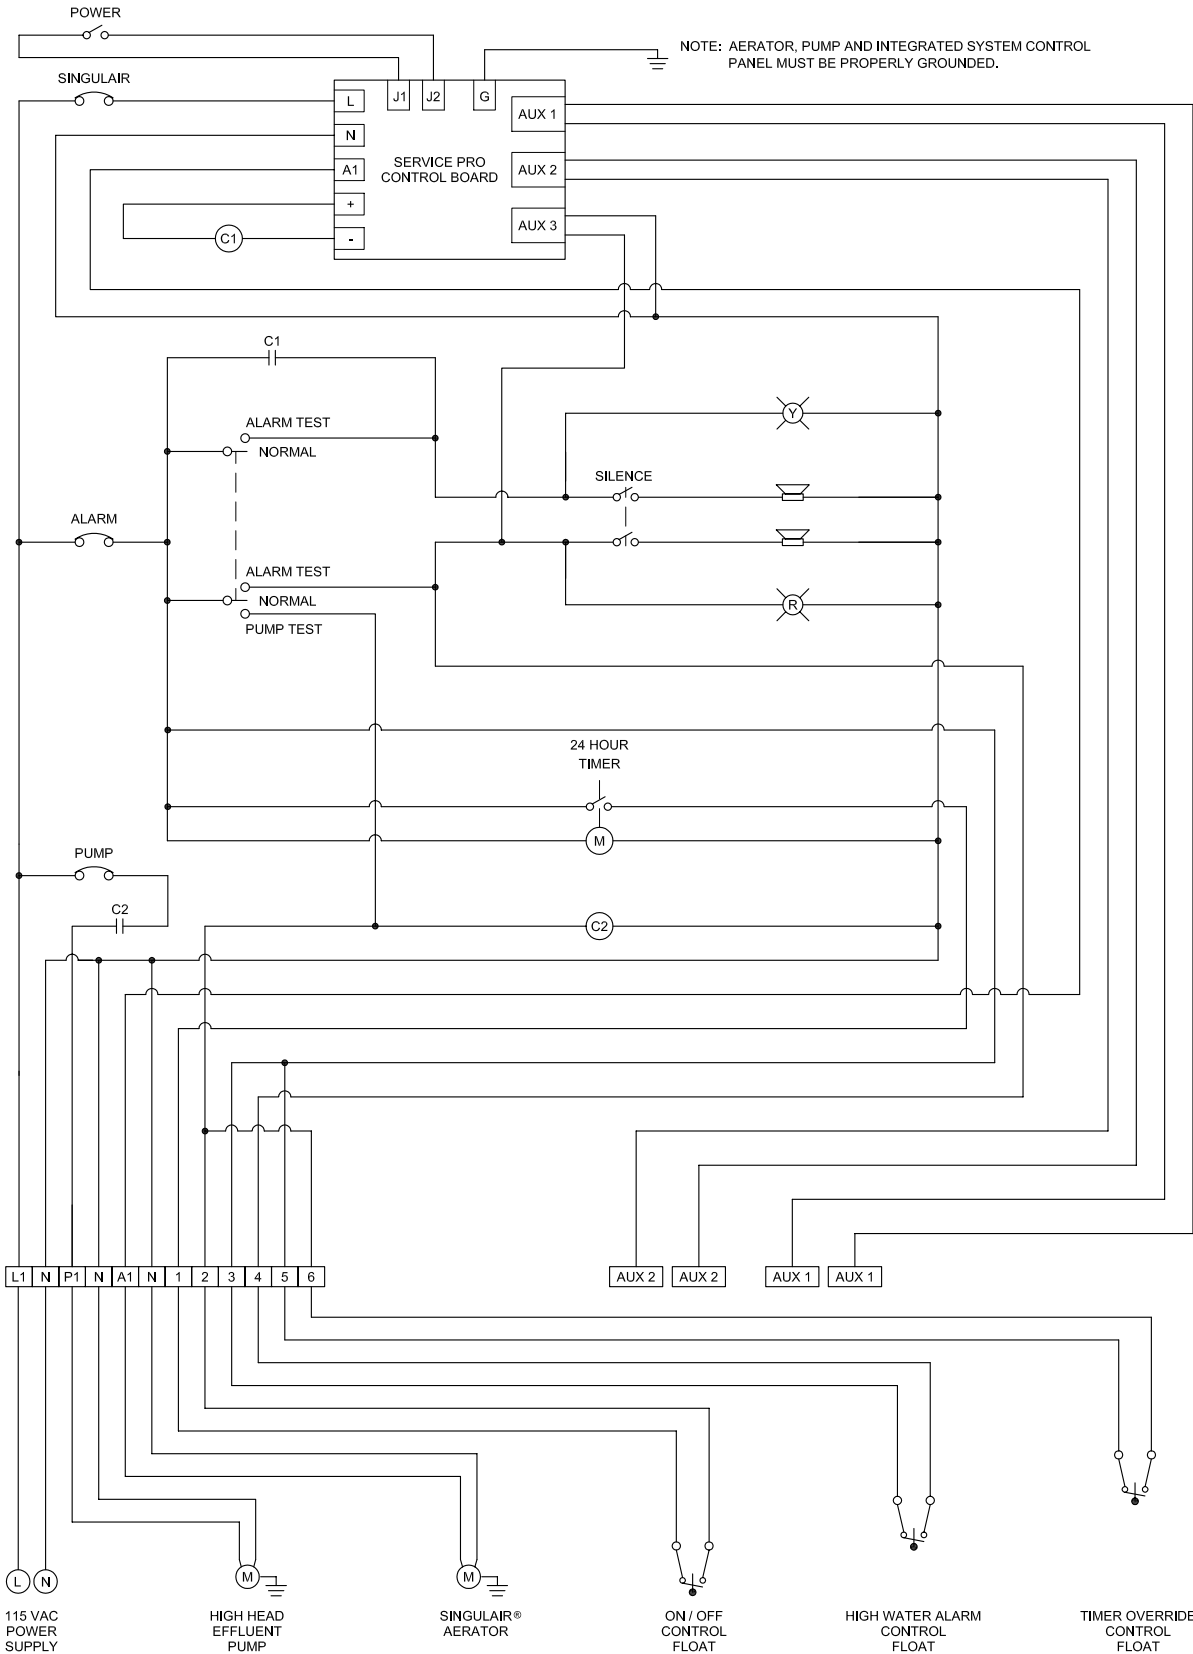 POWER
NOTE: AERATOR, PUMP AND INTEGRATED SYSTEM CONTROL
PANEL MUST BE PROPERLY GROUNDED.
SINGULAIR
L
J1
J2
G
AUX 1
N
A1
SERVICE PRO
CONTROL BOARD
AUX 2
+
AUX 3
-
C1
C1
ALARM TEST
NORMAL
Y
SILENCE
ALARM
ALARM TEST
NORMAL
PUMP TEST
R
24 HOUR
TIMER
M
PUMP
C2
C2
L1 N P1 N A1 N 1 2 3 4 5 6
AUX 2
AUX 2
AUX 1
AUX 1
L
N
M
M
115 VAC
POWER
SUPPLY
HIGH HEAD
EFFLUENT
PUMP
SINGULAIR®
AERATOR
ON / OFF
CONTROL
FLOAT
HIGH WATER ALARM
CONTROL
FLOAT
TIMER OVERRIDE
CONTROL
FLOAT